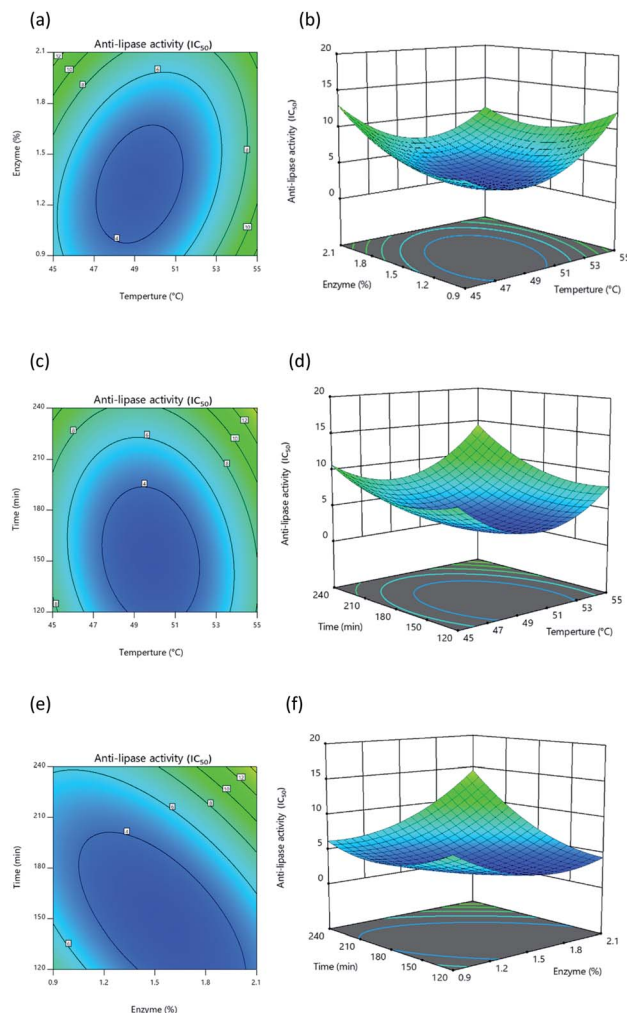 (a)
Anti-lipase activity (IC50)
2.1
1.8
1.5
1.2
0.9
Enzyme (%)
12
10
6
10
4
45 47 49 51 53 55
Temperture (°C)
(b)
20
15
10
5
0
Anti-lipase activity (IC50)
2.1
1.8
1.5
1.2
0.9
Enzyme (%)
45
47
49
51
53
55
Temperture (°C)
(c)
Anti-lipase activity (IC50)
240
210
180
150
120
Time (min)
12
10
6
4
45 47 49 51 53 55
Temperture (°C)
(d)
20
15
10
5
0
Anti-lipase activity (IC50)
240
210
180
150
120
Time (min)
45
47
49
51
53
55
Temperture (°C)
(e)
Anti-lipase activity (IC50)
240
210
180
150
120
Time (min)
12
10
8
6
4
6
0.9 1.2 1.5 1.8 2.1
Enzyme (%)
(f)
20
15
10
5
0
Anti-lipase activity (IC50)
240
210
180
150
120
Time (min)
0.9
1.2
1.5
1.8
2.1
Enzyme (%)